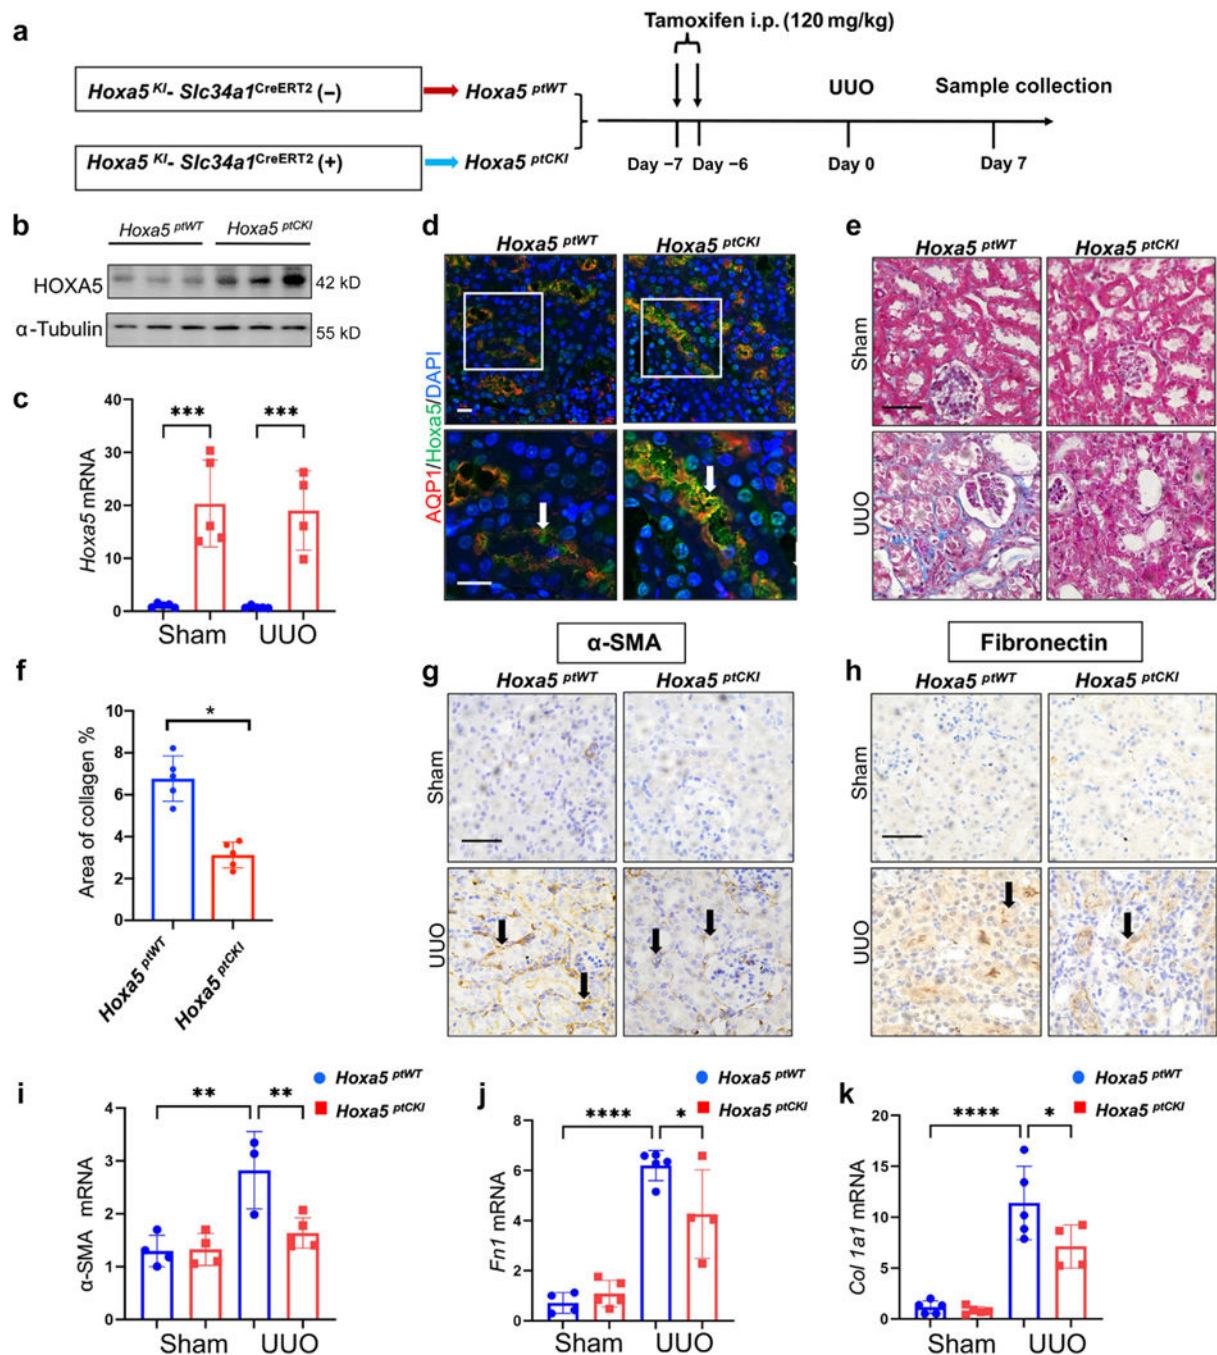 a
Tamoxifen i.p. (120 mg/kg)
Hoxa5 KI- Slc34a1CreERT2 (−)
Hoxa5 ptWT
UUO
Sample collection
Hoxa5 KI- Slc34a1CreERT2 (+)
Hoxa5 ptCKI
Day −7
Day −6
Day 0
Day 7
b
Hoxa5 ptWT
Hoxa5 ptCKI
HOXA5
42 kD
α-Tubulin
55 kD
c
Hoxa5 mRNA
40
30
20
10
0
***
***
Sham
UUO
d
Hoxa5 ptWT
Hoxa5 ptCKI
AQP1/Hoxa5/DAPI
e
Hoxa5 ptWT
Hoxa5 ptCKI
Sham
UUO
f
Area of collagen %
10
8
6
4
2
0
*
Hoxa5 ptWT
Hoxa5 ptCKI
α-SMA
g
Hoxa5 ptWT
Hoxa5 ptCKI
Sham
UUO
Fibronectin
h
Hoxa5 ptWT
Hoxa5 ptCKI
Sham
UUO
i
Hoxa5 ptWT
Hoxa5 ptCKI
α-SMA mRNA
4
3
2
1
0
**
**
Sham
UUO
j
Hoxa5 ptWT
Hoxa5 ptCKI
Fn1 mRNA
8
6
4
2
0
****
*
Sham
UUO
k
Hoxa5 ptWT
Hoxa5 ptCKI
Col 1a1 mRNA
20
15
10
5
0
****
*
Sham
UUO